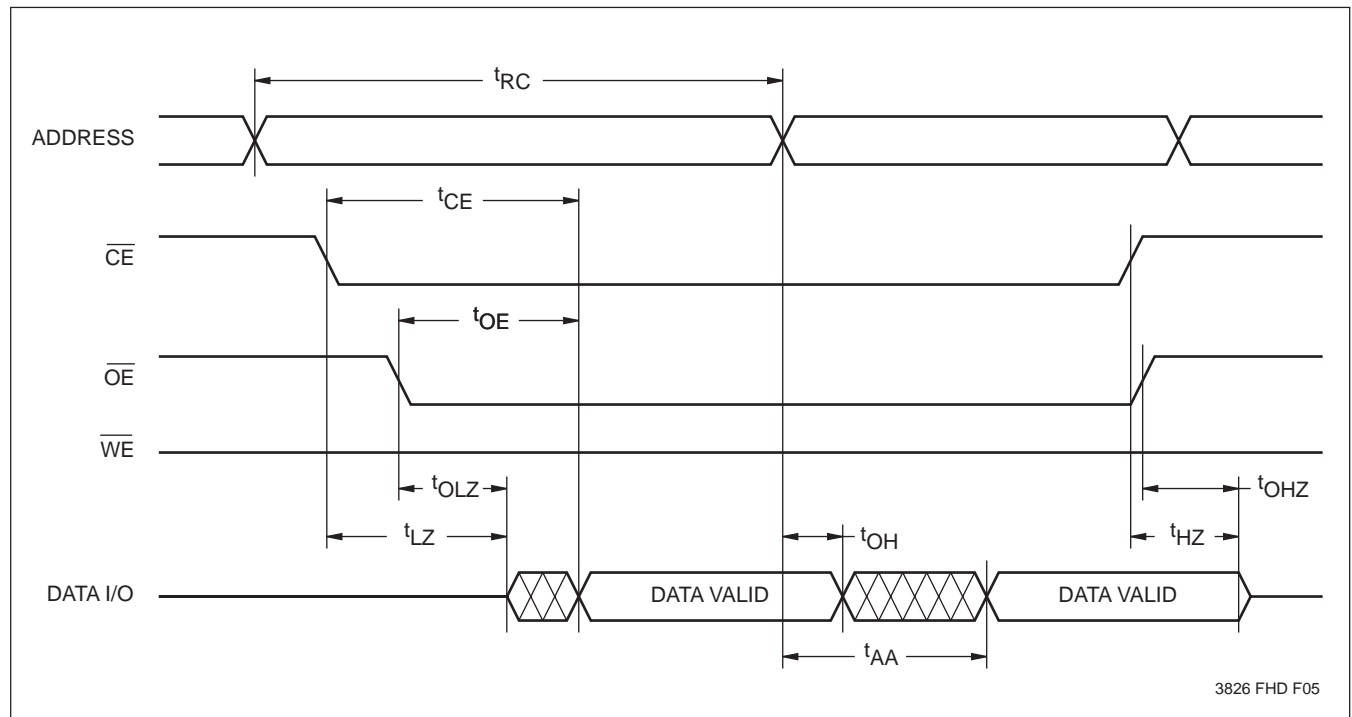 tRC
ADDRESS
tCE
CE
tOE
OE
WE
tOLZ
tOHZ
tLZ
tOH
tHZ
DATA I/O
DATA VALID
DATA VALID
tAA
3826 FHD F05